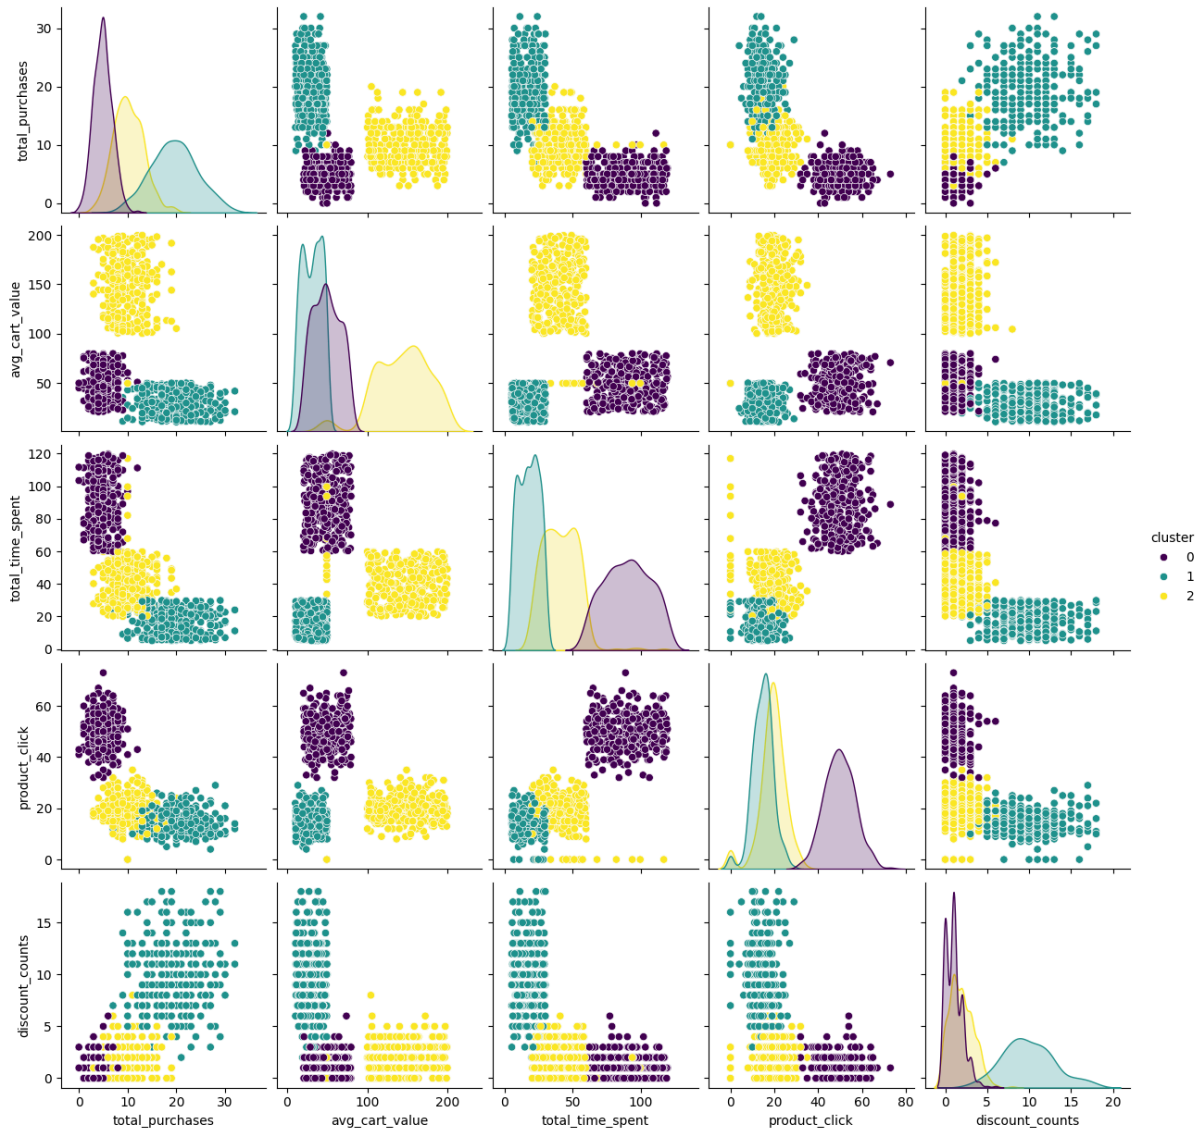 total_purchases
30
20
10
0
avg_cart_value
200
150
100
50
total_time_spent
120
100
80
60
40
20
0
cluster
0
1
2
product_click
60
40
20
0
discount_counts
15
10
5
0
0 10 20 30
0 100 200
0 50 100
0 20 40 60 80
0 5 10 15 20
total_purchases avg_cart_value total_time_spent product_click discount_counts